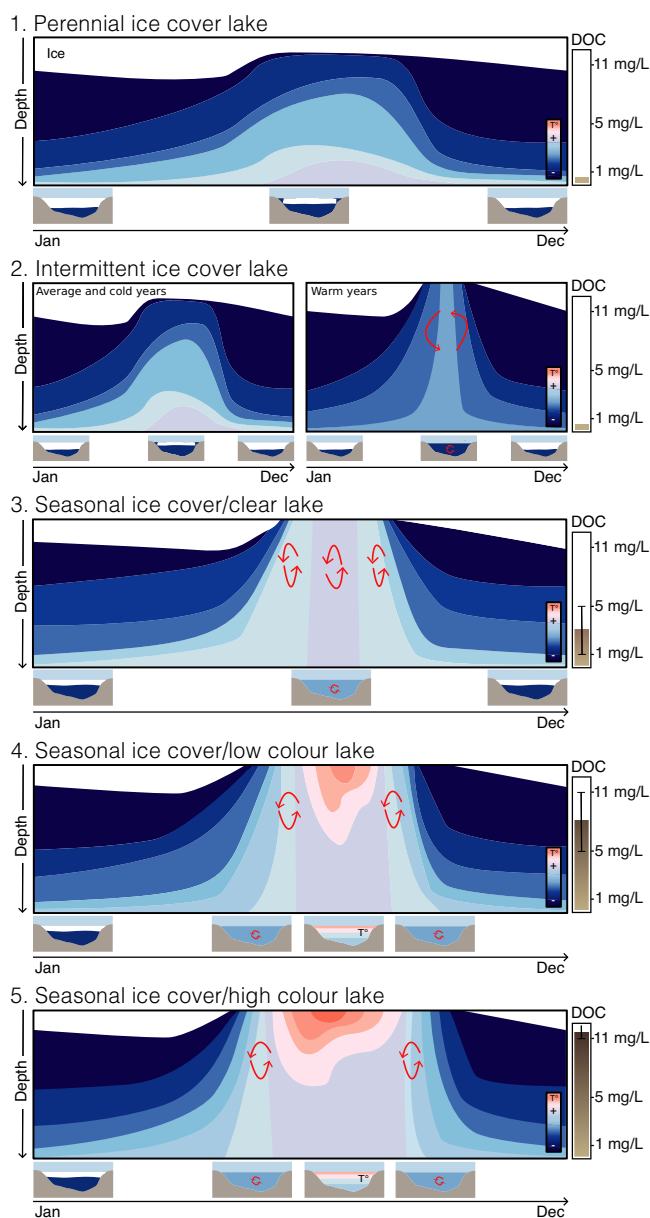 1. Perennial ice cover lake
DOC
Ice
11 mg/L
Depth
5 mg/L
T°
+
-
1 mg/L
Jan
Dec
2. Intermittent ice cover lake
DOC
Average and cold years
Warm years
11 mg/L
Depth
5 mg/L
T°
+
-
1 mg/L
Jan
Dec
Jan
Dec
3. Seasonal ice cover/clear lake
DOC
11 mg/L
Depth
5 mg/L
T°
+
-
1 mg/L
Jan
Dec
4. Seasonal ice cover/low colour lake
DOC
11 mg/L
Depth
5 mg/L
T°
+
-
1 mg/L
T°
Jan
Dec
5. Seasonal ice cover/high colour lake
DOC
11 mg/L
Depth
5 mg/L
T°
+
-
1 mg/L
T°
Jan
Dec